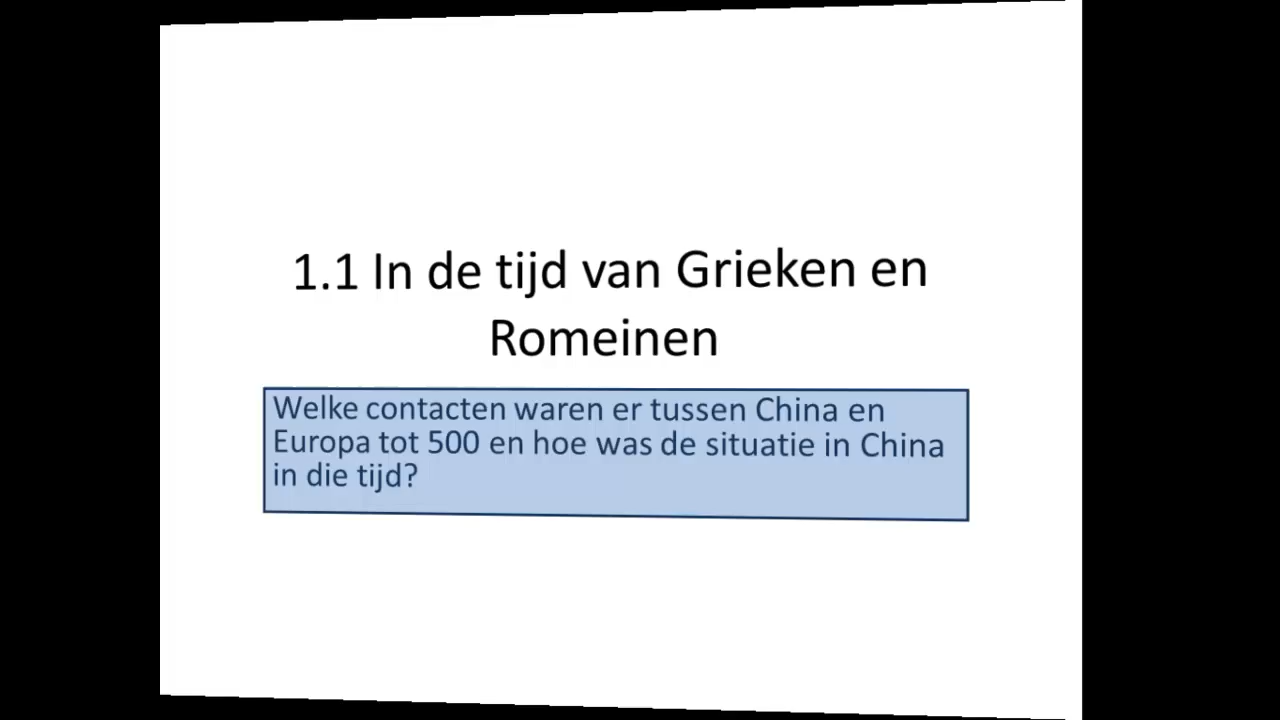 1.1 In de tijd van Grieken en
Romeinen
Welke contacten waren er tussen China en
Europa tot 500 en hoe was de situatie in China
in die tijd?